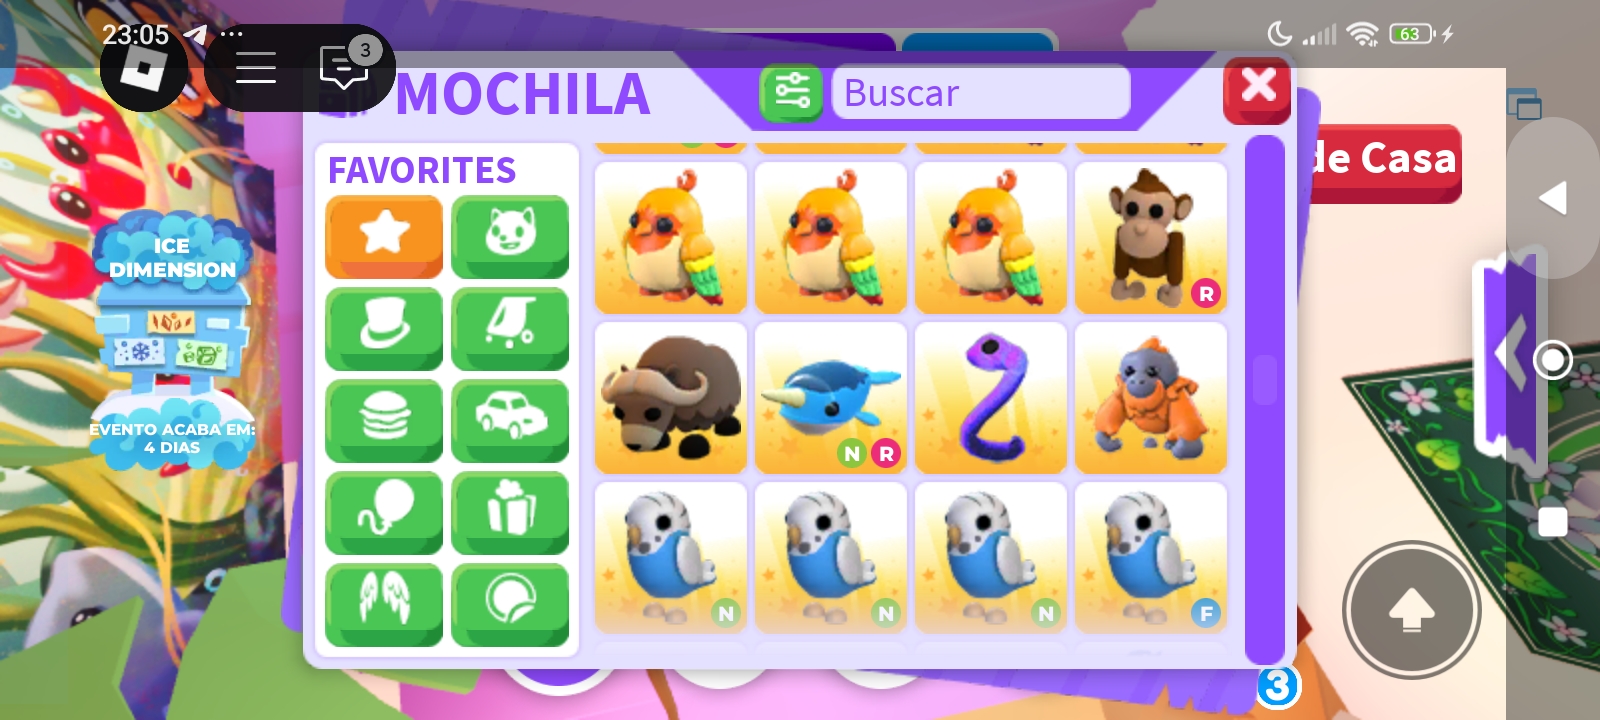 23:05
3
63
MOCHILA
Buscar
de Casa
FAVORITES
ICE
DIMENSION
EVENTO ACABA EM:
4 DIAS
R
N R
N
N
N
F
3